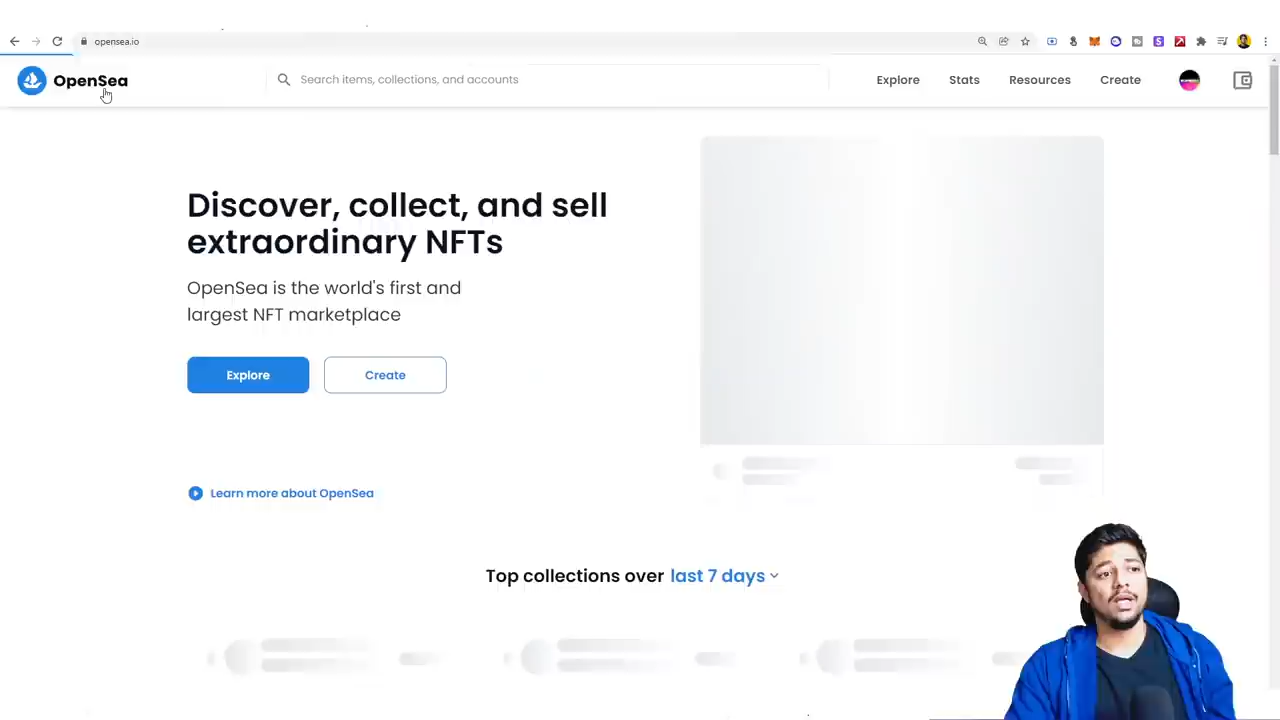 opensea.io
OpenSea
Search items, collections, and accounts
Explore
Stats
Resources
Create
Discover, collect, and sell
extraordinary NFTs
OpenSea is the world's first and
largest NFT marketplace
Explore
Create
Learn more about OpenSea
Top collections over last 7 days